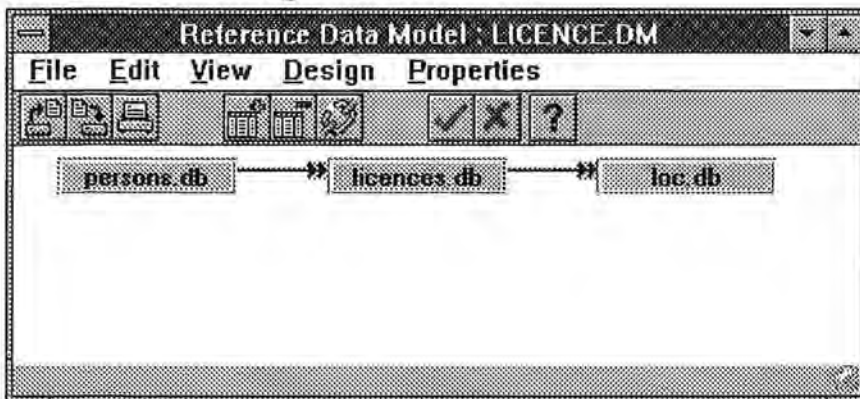 Reference Data Model : LICENCE.DM
File Edit View Design Properties
?
persons.db licences.db loc.db